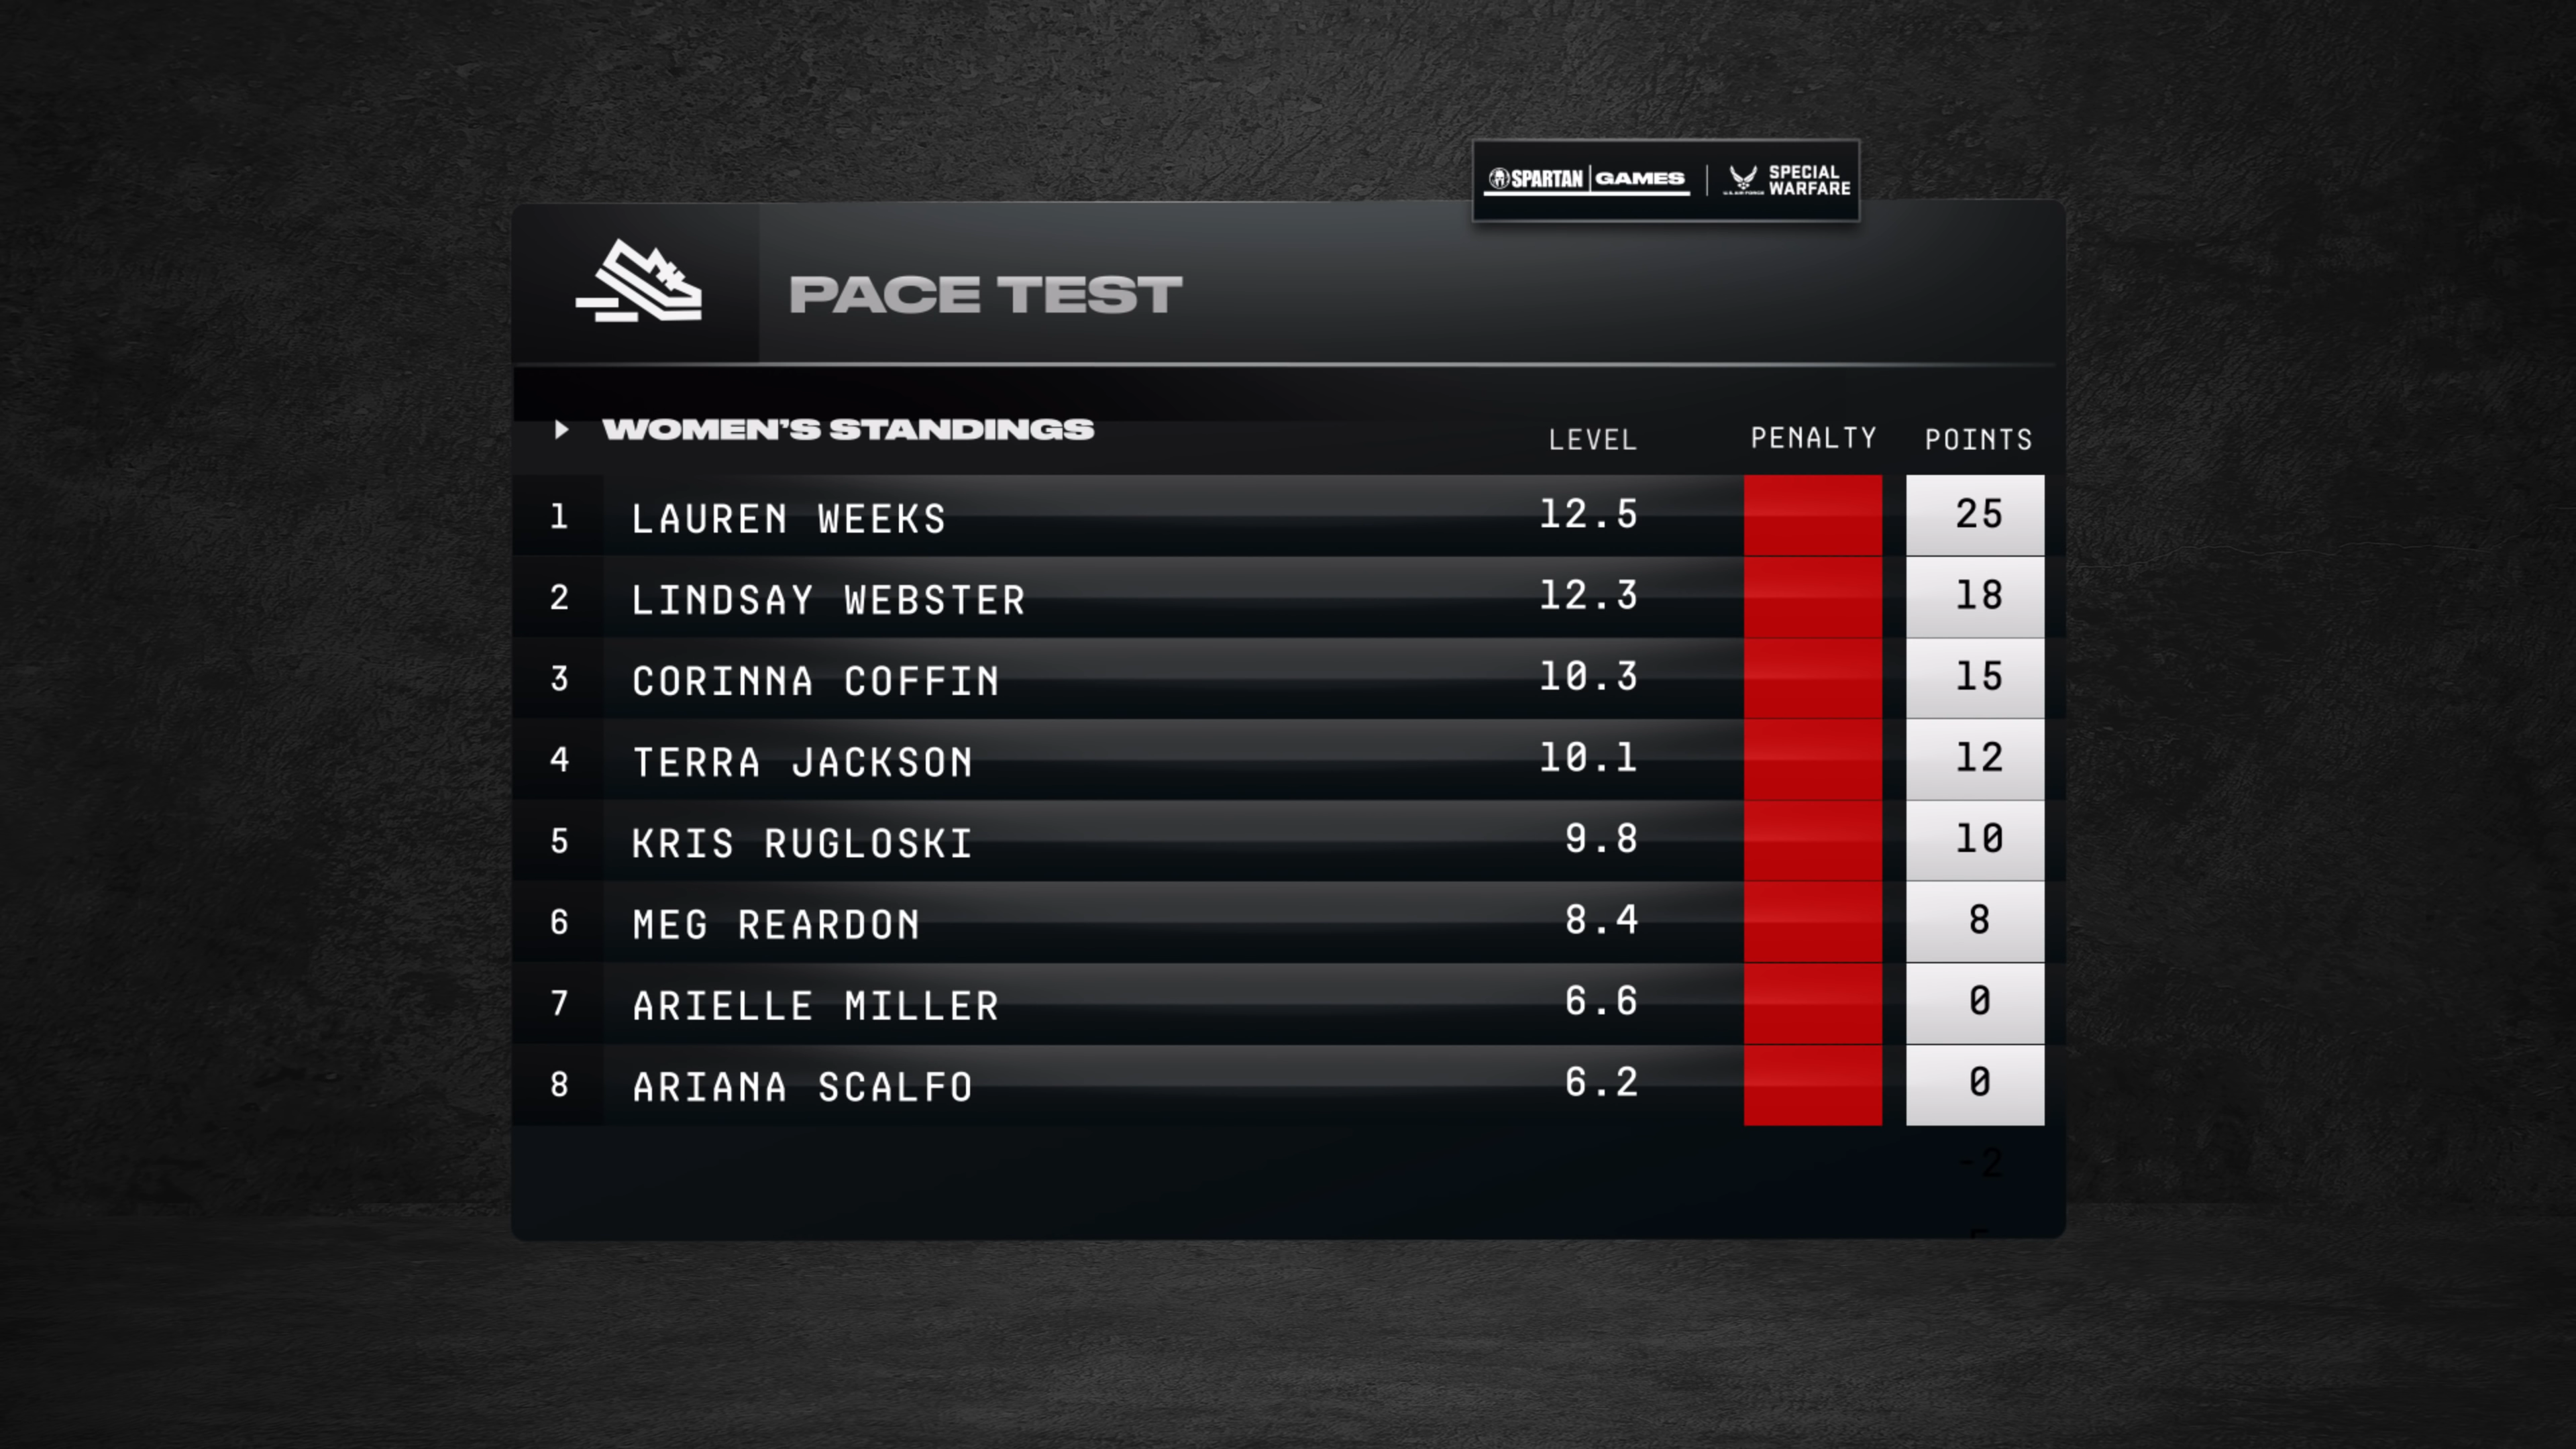 SPARTAN GAMES U.S. AIR FORCE SPECIAL WARFARE
PACE TEST
WOMEN'S STANDINGS LEVEL PENALTY POINTS
1 LAUREN WEEKS 12.5 25
2 LINDSAY WEBSTER 12.3 18
3 CORINNA COFFIN 10.3 15
4 TERRA JACKSON 10.1 12
5 KRIS RUGLOSKI 9.8 10
6 MEG REARDON 8.4 8
7 ARIELLE MILLER 6.6 0
8 ARIANA SCALFO 6.2 0
-2